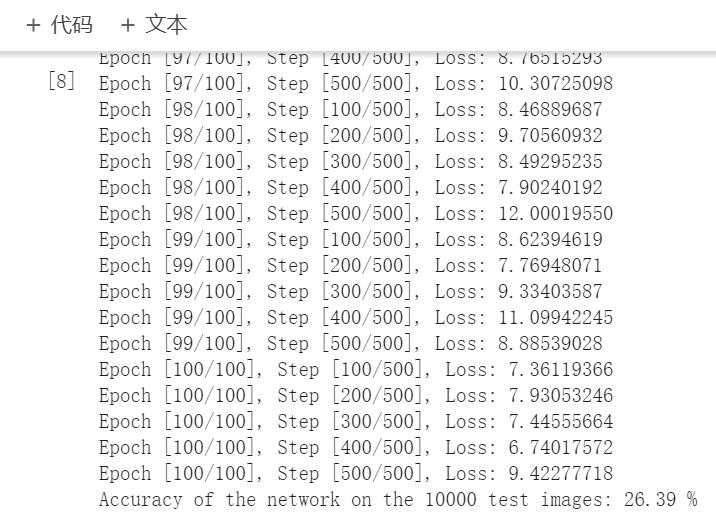 + 代码 + 文本
Epoch [97/100], Step [400/500], Loss: 8.76515293
[8] Epoch [97/100], Step [500/500], Loss: 10.30725098
Epoch [98/100], Step [100/500], Loss: 8.46889687
Epoch [98/100], Step [200/500], Loss: 9.70560932
Epoch [98/100], Step [300/500], Loss: 8.49295235
Epoch [98/100], Step [400/500], Loss: 7.90240192
Epoch [98/100], Step [500/500], Loss: 12.00019550
Epoch [99/100], Step [100/500], Loss: 8.62394619
Epoch [99/100], Step [200/500], Loss: 7.76948071
Epoch [99/100], Step [300/500], Loss: 9.33403587
Epoch [99/100], Step [400/500], Loss: 11.09942245
Epoch [99/100], Step [500/500], Loss: 8.88539028
Epoch [100/100], Step [100/500], Loss: 7.36119366
Epoch [100/100], Step [200/500], Loss: 7.93053246
Epoch [100/100], Step [300/500], Loss: 7.44555664
Epoch [100/100], Step [400/500], Loss: 6.74017572
Epoch [100/100], Step [500/500], Loss: 9.42277718
Accuracy of the network on the 10000 test images: 26.39 %